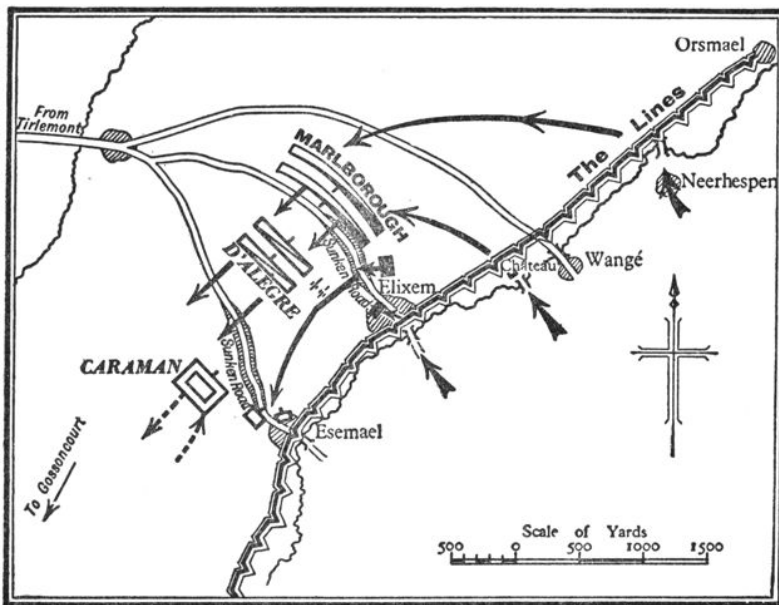 Orsmael
From
Tirlemont
The Lines
MARLBOROUGH
Neerhespen
D'ALÈGRE
Sunken Road
Château
Wangé
Elixem
CARAMAN
Sunken Road
Esemael
To Gossoncourt
Scale of Yards
500 0 500 1000 1500